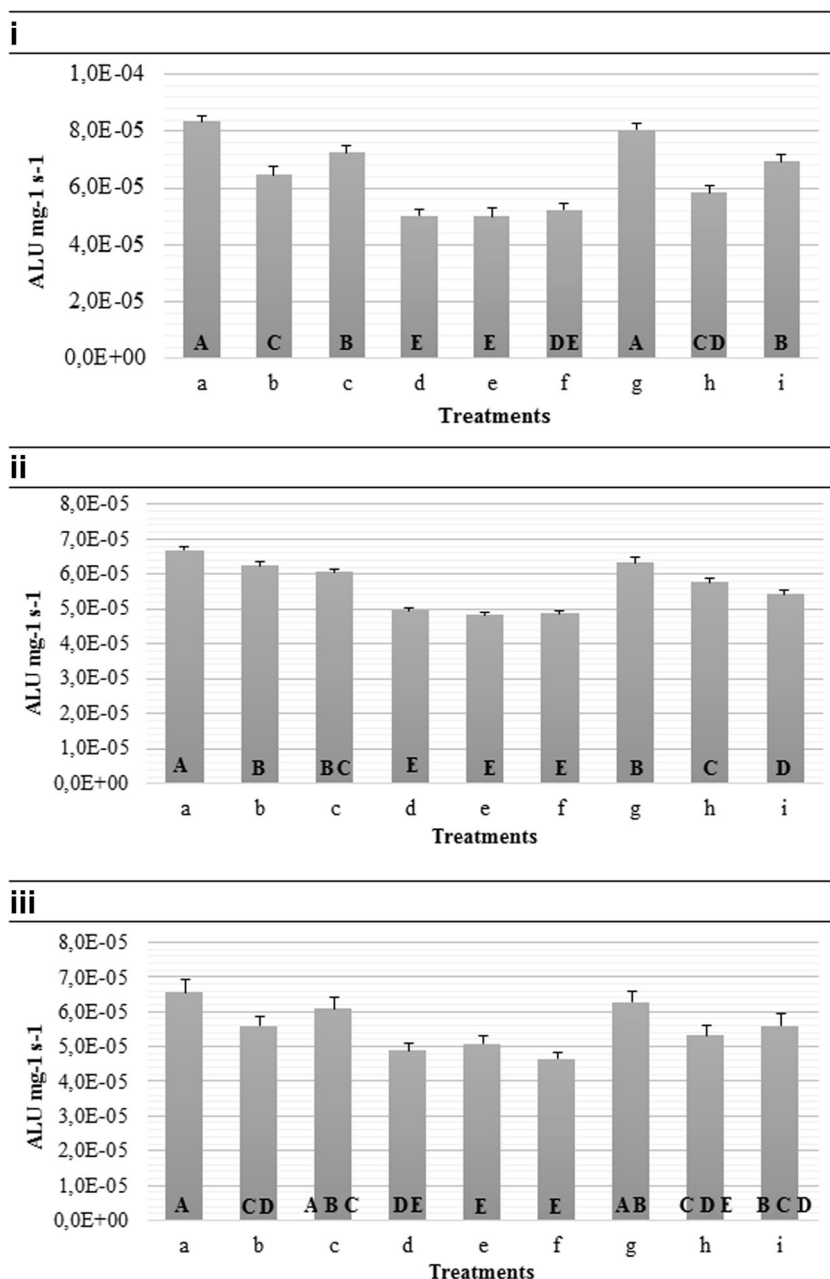 i
1,0E-04
8,0E-05
6,0E-05
4,0E-05
2,0E-05
0,0E+00
ALU mg-1 s-1
A C B E E DE A CD B
a b c d e f g h i
Treatments
ii
8,0E-05
7,0E-05
6,0E-05
5,0E-05
4,0E-05
3,0E-05
2,0E-05
1,0E-05
0,0E+00
ALU mg-1 s-1
A B BC E E E B C D
a b c d e f g h i
Treatments
iii
8,0E-05
7,0E-05
6,0E-05
5,0E-05
4,0E-05
3,0E-05
2,0E-05
1,0E-05
0,0E+00
ALU mg-1 s-1
A CD A B C DE E E AB C D E B C D
a b c d e f g h i
Treatments